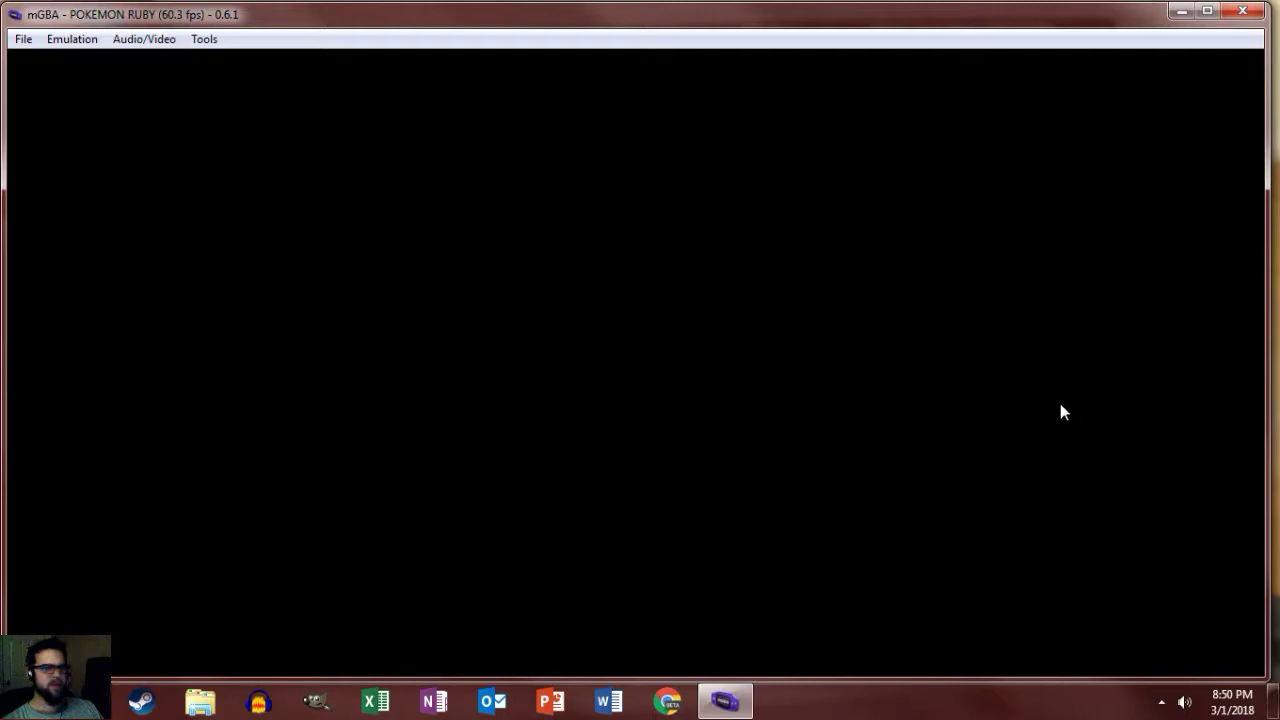 mGBA - POKEMON RUBY (60.3 fps) - 0.6.1
File Emulation Audio/Video Tools
BETA
8:50 PM
3/1/2018